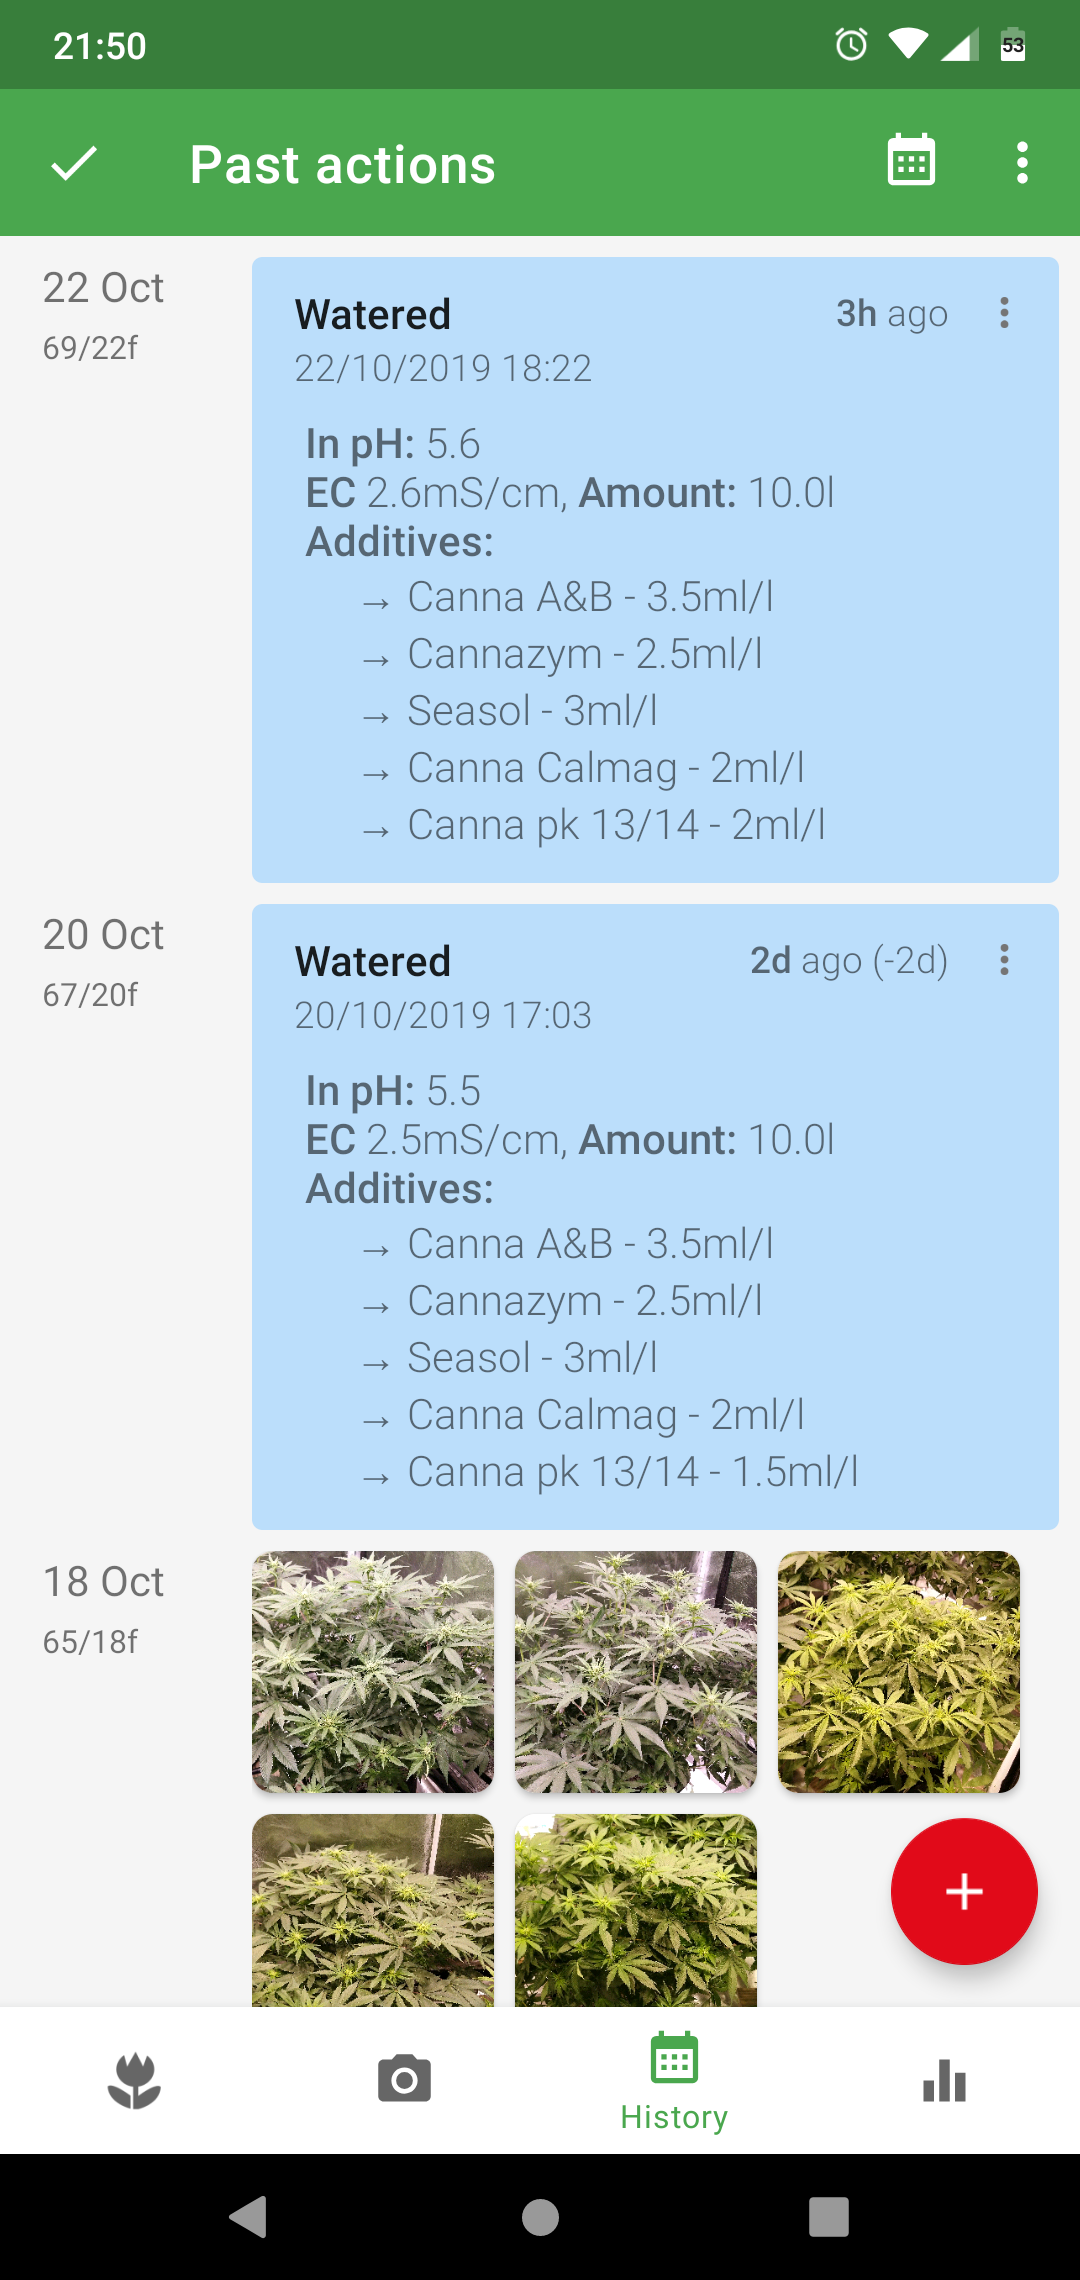 21:50
53
Past actions
22 Oct
69/22f
Watered
3h ago
22/10/2019 18:22
In pH: 5.6
EC 2.6mS/cm, Amount: 10.0l
Additives:
→ Canna A&B - 3.5ml/l
→ Cannazym - 2.5ml/l
→ Seasol - 3ml/l
→ Canna Calmag - 2ml/l
→ Canna pk 13/14 - 2ml/l
20 Oct
67/20f
Watered
2d ago (-2d)
20/10/2019 17:03
In pH: 5.5
EC 2.5mS/cm, Amount: 10.0l
Additives:
→ Canna A&B - 3.5ml/l
→ Cannazym - 2.5ml/l
→ Seasol - 3ml/l
→ Canna Calmag - 2ml/l
→ Canna pk 13/14 - 1.5ml/l
18 Oct
65/18f
History